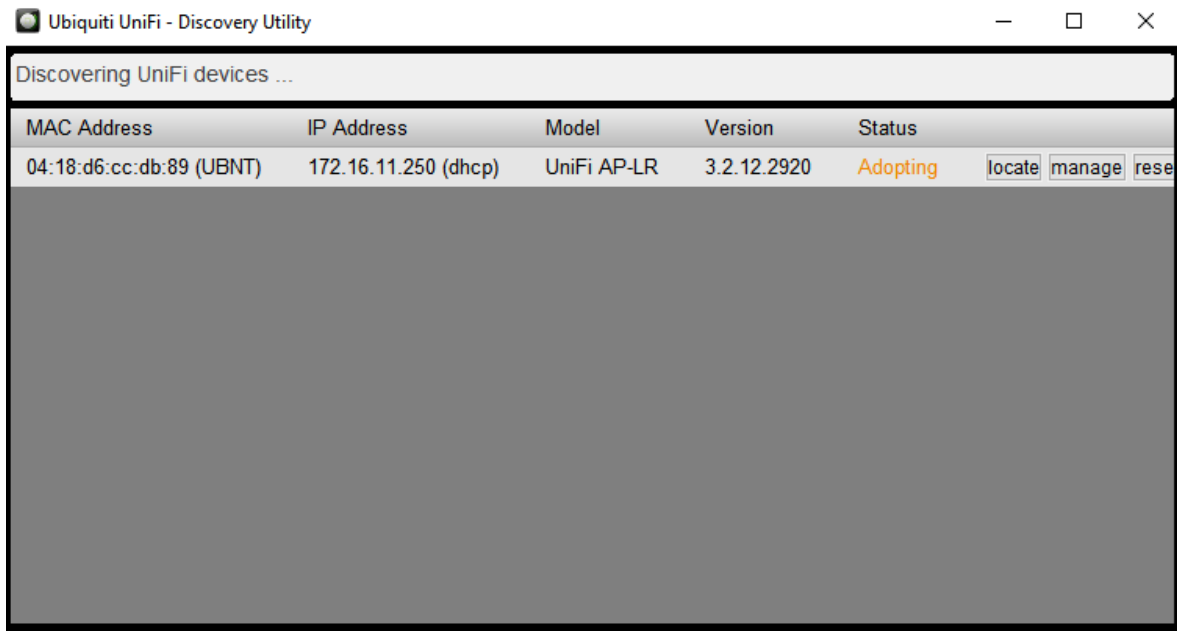 Ubiquiti UniFi - Discovery Utility
Discovering UniFi devices ...
MAC Address IP Address Model Version Status
04:18:d6:cc:db:89 (UBNT) 172.16.11.250 (dhcp) UniFi AP-LR 3.2.12.2920 Adopting locate manage rese